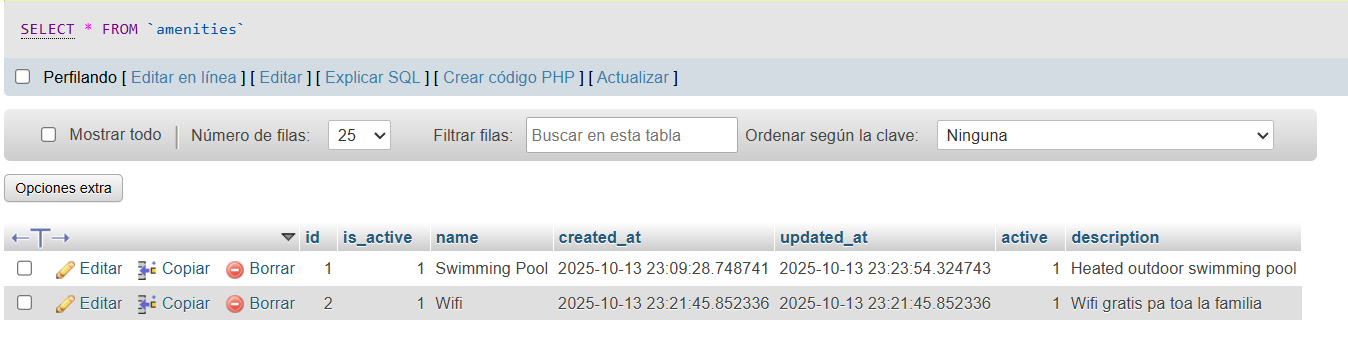 SELECT * FROM `amenities`
Perfilando [ Editar en línea ] [ Editar ] [ Explicar SQL ] [ Crear código PHP ] [ Actualizar ]
Mostrar todo | Número de filas: 25 Filtrar filas: Buscar en esta tabla Ordenar según la clave: Ninguna
Opciones extra
←T→ id is_active name created_at updated_at active description
Editar Copiar Borrar 1 1 Swimming Pool 2025-10-13 23:09:28.748741 2025-10-13 23:23:54.324743 1 Heated outdoor swimming pool
Editar Copiar Borrar 2 1 Wifi 2025-10-13 23:21:45.852336 2025-10-13 23:21:45.852336 1 Wifi gratis pa toa la familia